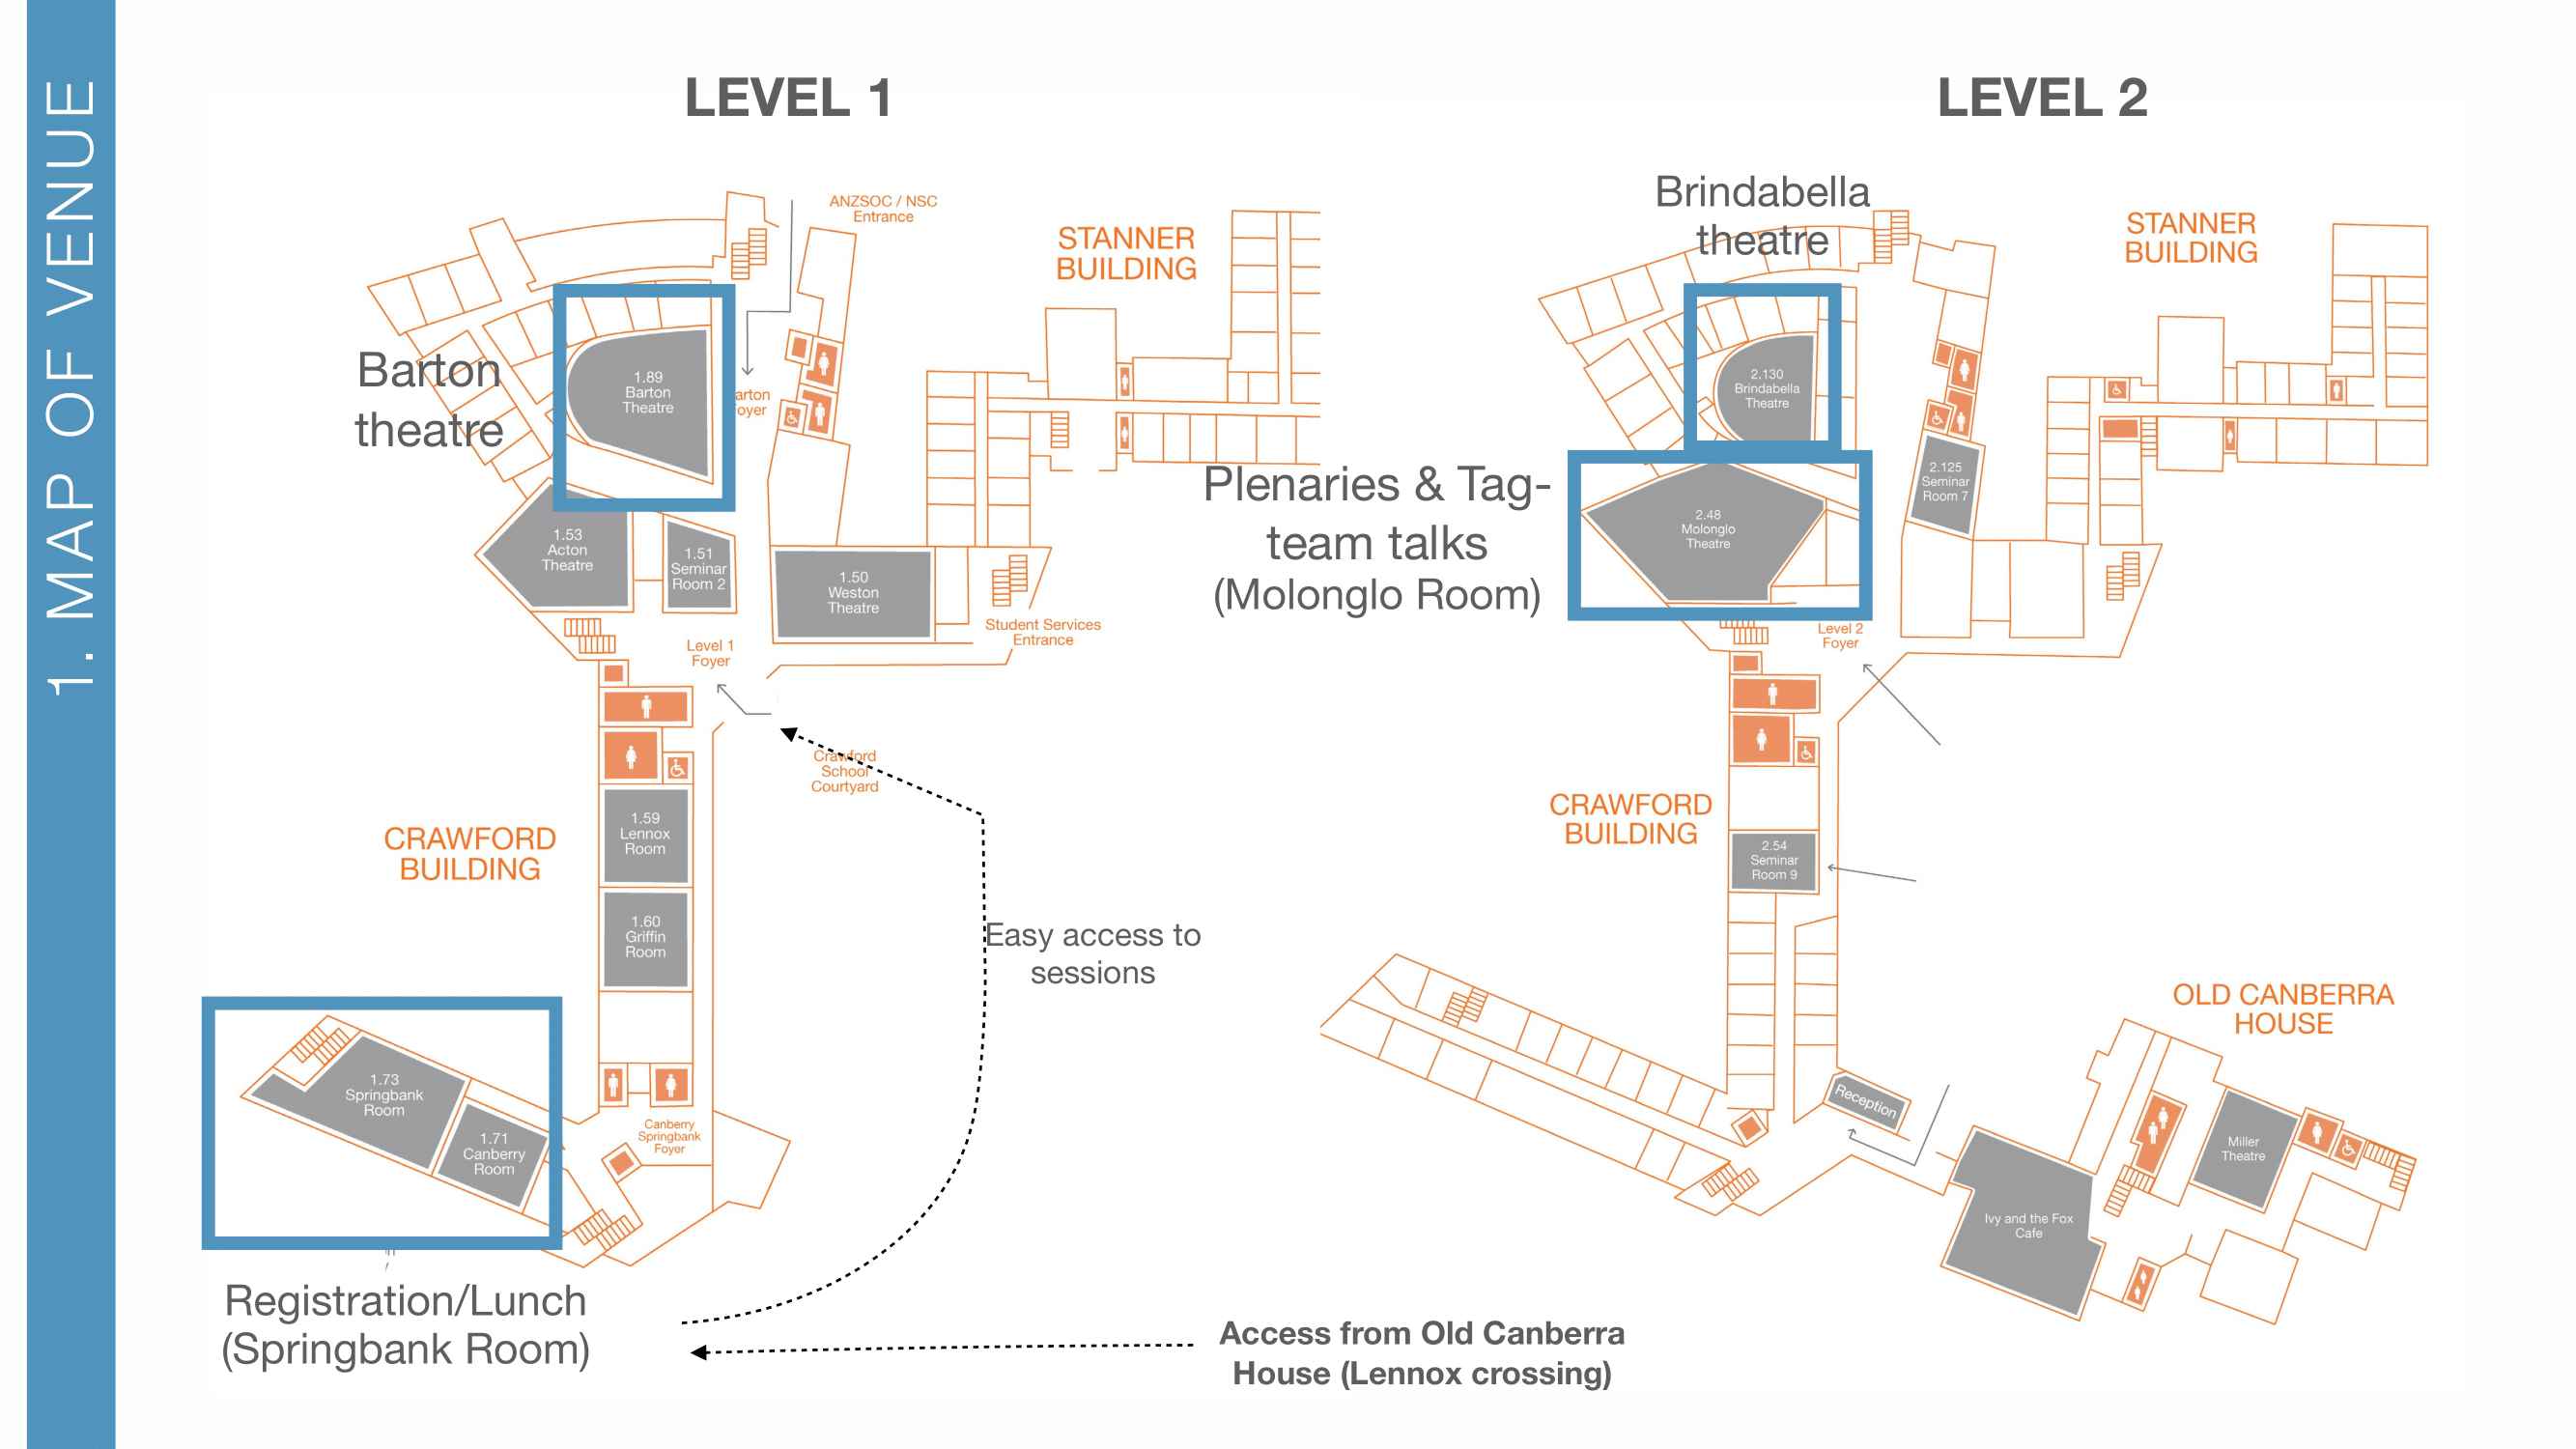 1. MAP OF VENUE
LEVEL 1
ANZSOC / NSC
Entrance
STANNER
BUILDING
Barton
theatre
1.89
Barton
Theatre
arton
oyer
1.53
Acton
Theatre
1.51
Seminar
Room 2
1.50
Weston
Theatre
Student Services
Entrance
Level 1
Foyer
Crawford
School
Courtyard
CRAWFORD
BUILDING
1.59
Lennox
Room
1.60
Griffin
Room
Easy access to
sessions
1.73
Springbank
Room
1.71
Canberry
Room
Canberry
Springbank
Foyer
Registration/Lunch
(Springbank Room)
Access from Old Canberra
House (Lennox crossing)
LEVEL 2
Brindabella
theatre
STANNER
BUILDING
2.130
Brindabella
Theatre
Plenaries & Tag-
team talks
(Molonglo Room)
2.48
Molonglo
Theatre
2.125
Seminar
Room 7
Level 2
Foyer
CRAWFORD
BUILDING
2.54
Seminar
Room 9
OLD CANBERRA
HOUSE
Reception
Miller
Theatre
Ivy and the Fox
Cafe